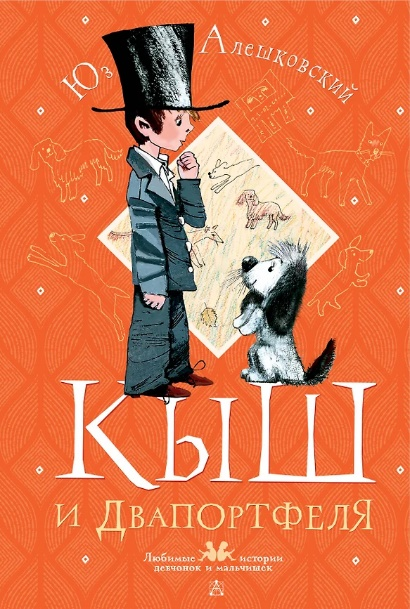 Юз Алешковский
КЫШ
И ДВАПОРТФЕЛЯ
Любимые истории
девчонок и мальчишек